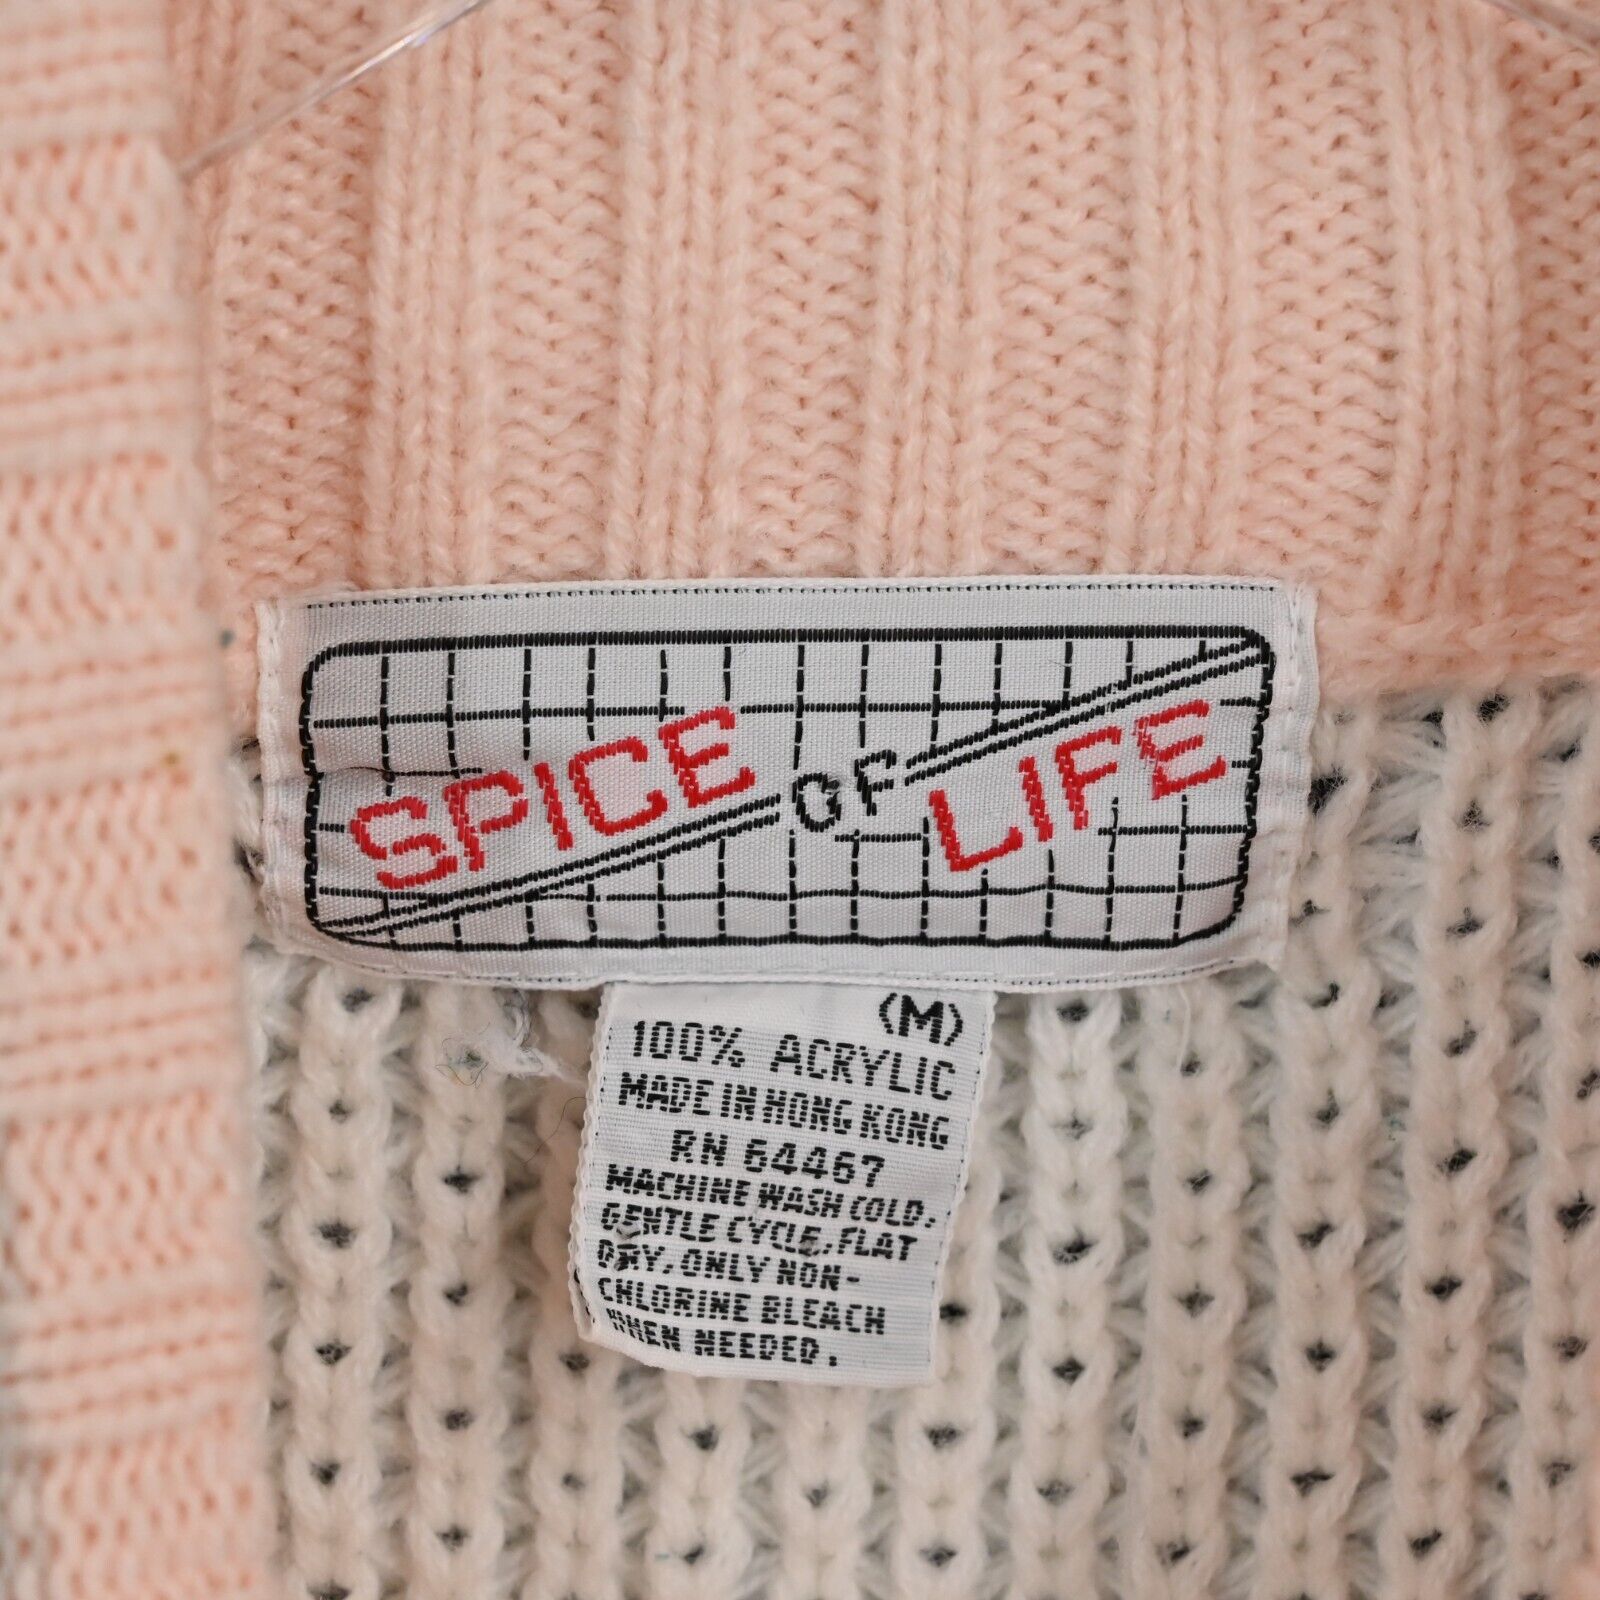 SPICE OF LIFE
(M)
100% ACRYLIC
MADE IN HONG KONG
RN 64467
MACHINE WASH COLD,
GENTLE CYCLE, FLAT
DRY, ONLY NON-
CHLORINE BLEACH
WHEN NEEDED.